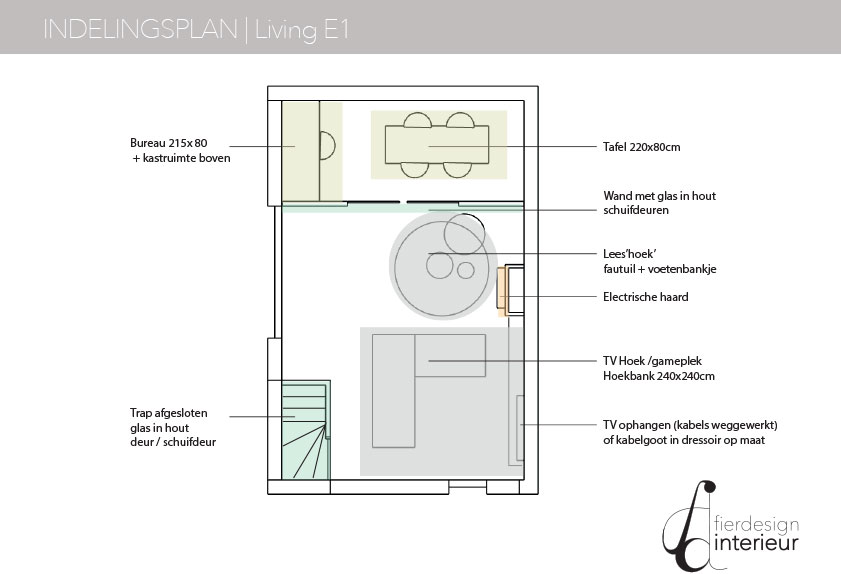 INDELINGSPLAN | Living E1
Bureau 215x80
+ kastruimte boven
Tafel 220x80cm
Wand met glas in hout
schuifdeuren
Lees'hoek'
fautuil + voetenbankje
Electrische haard
TV Hoek /gameplek
Hoekbank 240x240cm
Trap afgesloten
glas in hout
deur / schuifdeur
TV ophangen (kabels weggewerkt)
of kabelgoot in dressoir op maat
fierdesign
interieur